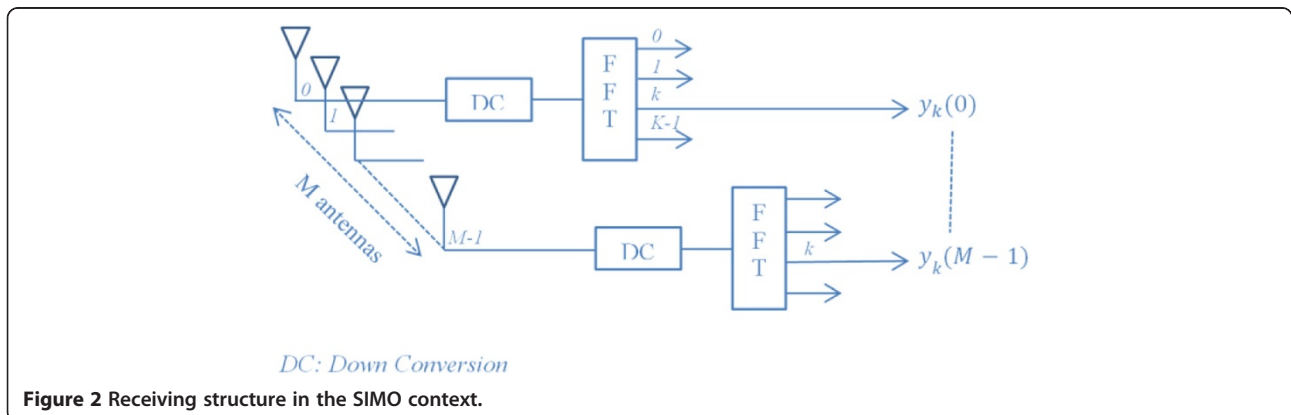 0
1
M antennas
M-1
DC
F
F
T
0
1
k
K-1
y_k(0)
DC
F
F
T
k
y_k(M − 1)
DC: Down Conversion
Figure 2 Receiving structure in the SIMO context.